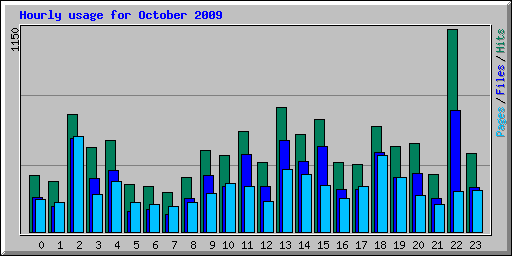 Hourly usage for October 2009
1150
Pages / Files / Hits
0 1 2 3 4 5 6 7 8 9 10 11 12 13 14 15 16 17 18 19 20 21 22 23